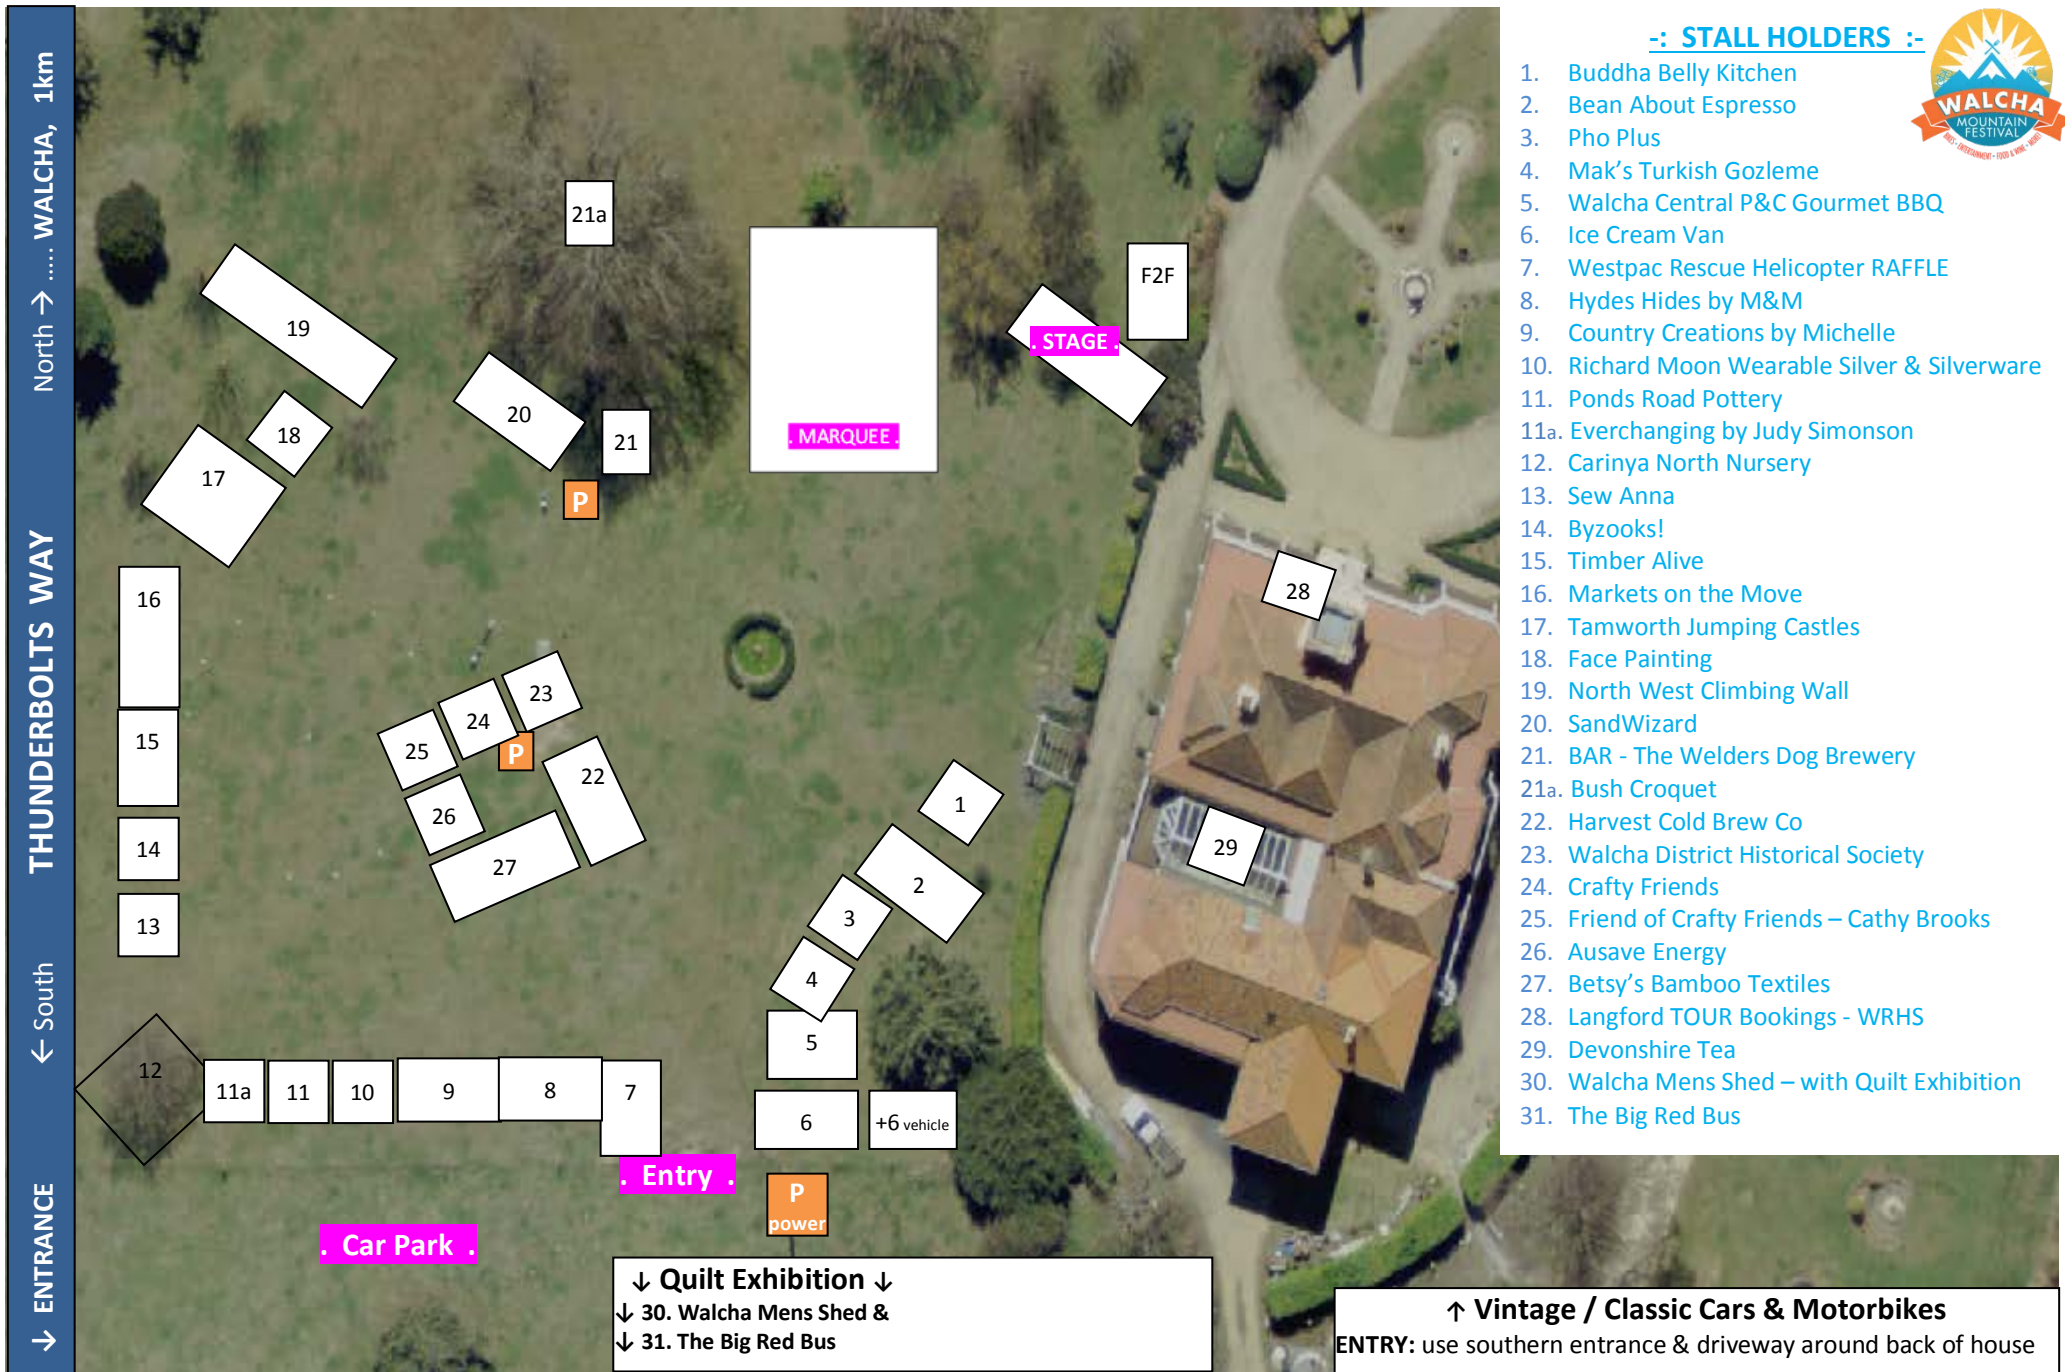 -: STALL HOLDERS :-
1. Buddha Belly Kitchen
2. Bean About Espresso
3. Pho Plus
4. Mak's Turkish Gozleme
5. Walcha Central P&C Gourmet BBQ
6. Ice Cream Van
7. Westpac Rescue Helicopter RAFFLE
8. Hydes Hides by M&M
9. Country Creations by Michelle
10. Richard Moon Wearable Silver & Silverware
11. Ponds Road Pottery
11a. Everchanging by Judy Simonson
12. Carinya North Nursery
13. Sew Anna
14. Byzooks!
15. Timber Alive
16. Markets on the Move
17. Tamworth Jumping Castles
18. Face Painting
19. North West Climbing Wall
20. SandWizard
21. BAR - The Welders Dog Brewery
21a. Bush Croquet
22. Harvest Cold Brew Co
23. Walcha District Historical Society
24. Crafty Friends
25. Friend of Crafty Friends – Cathy Brooks
26. Ausave Energy
27. Betsy's Bamboo Textiles
28. Langford TOUR Bookings - WRHS
29. Devonshire Tea
30. Walcha Mens Shed – with Quilt Exhibition
31. The Big Red Bus
WALCHA
MOUNTAIN
FESTIVAL
BIKES • ENTERTAINMENT • FOOD & WINE • MORE!
↓ ENTRANCE ← South THUNDERBOLTS WAY North → ..... WALCHA, 1km
21a
F2F
19
. STAGE .
20
21
. MARQUEE .
18
17
P
16
28
23
24
25
P
22
15
26
27
1
14
2
29
3
13
4
5
12
11a
11
10
9
8
7
6
+6 vehicle
. Entry .
P
power
. Car Park .
↓ Quilt Exhibition ↓
↓ 30. Walcha Mens Shed &
↓ 31. The Big Red Bus
↑ Vintage / Classic Cars & Motorbikes
ENTRY: use southern entrance & driveway around back of house